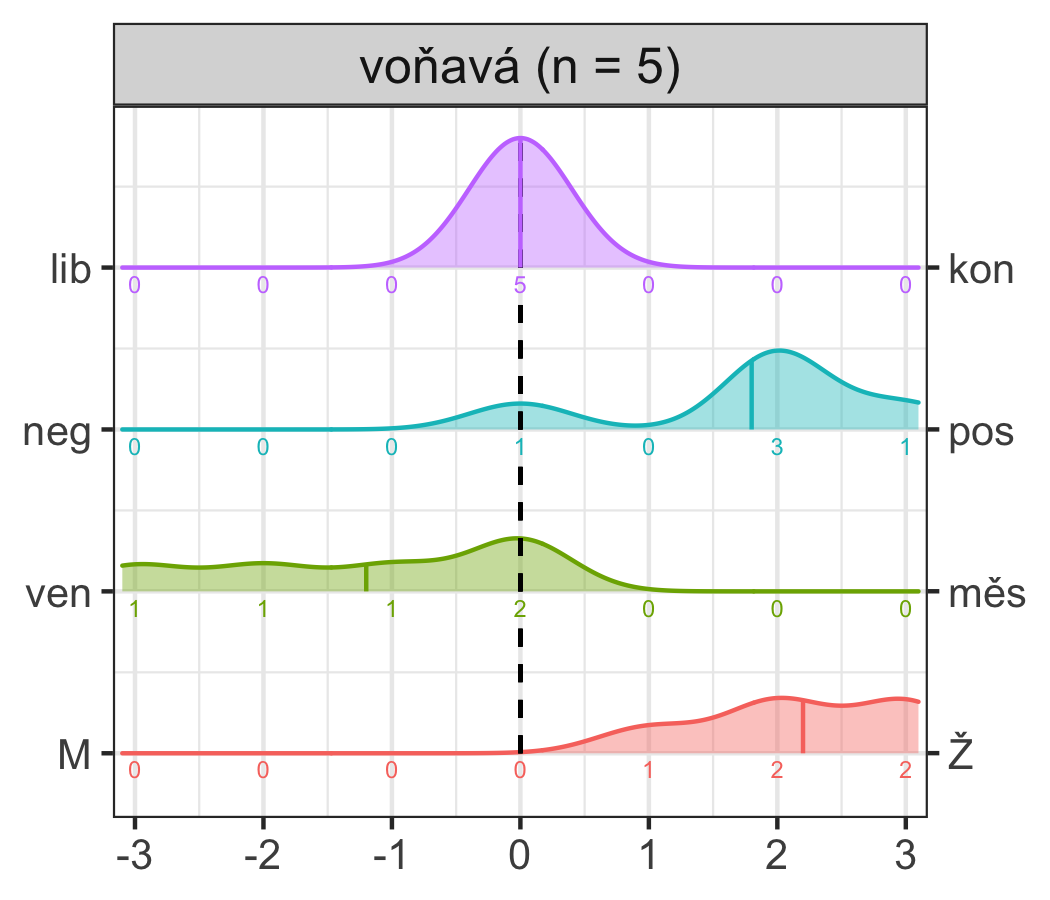 voňavá (n = 5)
lib kon
0 0 0 5 0 0 0
neg pos
0 0 0 1 0 3 1
ven měs
1 1 1 2 0 0 0
M Ž
0 0 0 0 1 2 2
-3 -2 -1 0 1 2 3